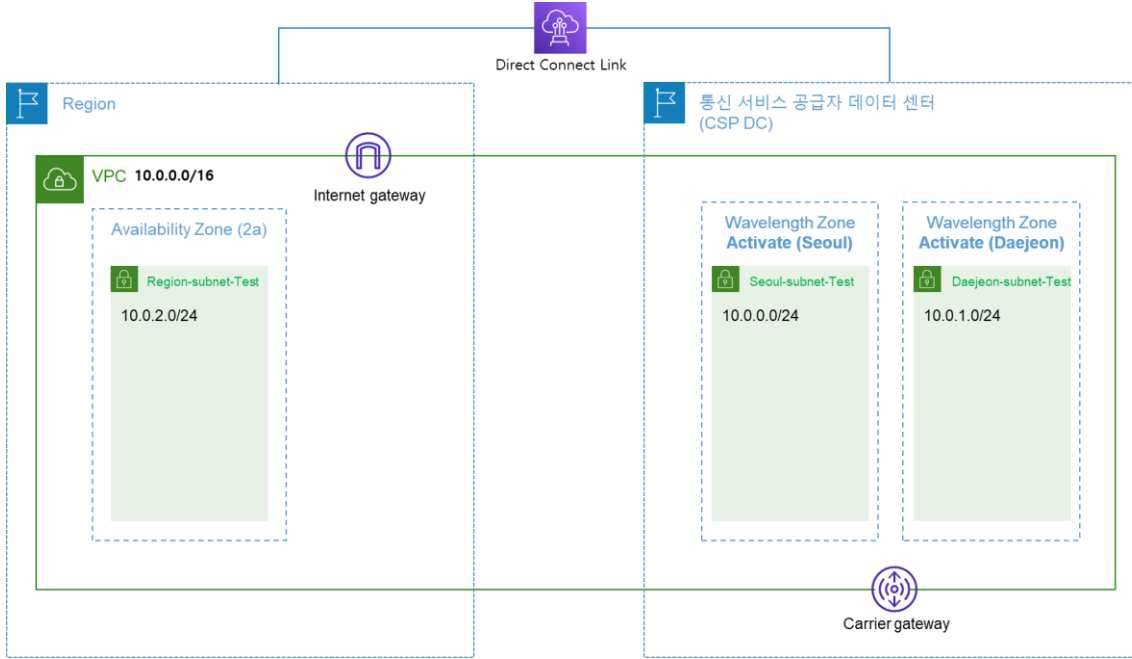 Direct Connect Link
Region
통신 서비스 공급자 데이터 센터
(CSP DC)
VPC 10.0.0.0/16
Internet gateway
Availability Zone (2a)
Region-subnet-Test
10.0.2.0/24
Wavelength Zone
Activate (Seoul)
Seoul-subnet-Test
10.0.0.0/24
Wavelength Zone
Activate (Daejeon)
Daejeon-subnet-Test
10.0.1.0/24
Carrier gateway